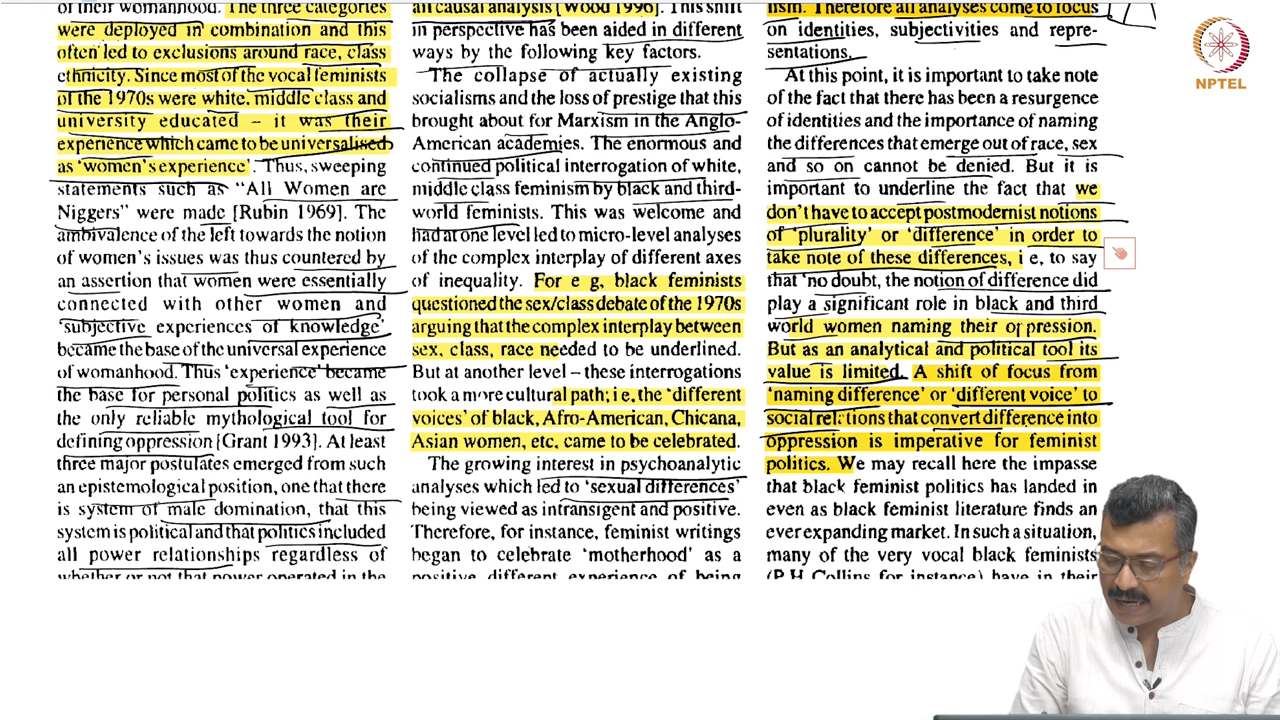 of their womanhood. The three categories
were deployed in combination and this
often led to exclusions around race, class
ethnicity. Since most of the vocal feminists
of the 1970s were white, middle class and
university educated – it was their
experience which came to be universalised
as 'women's experience'. Thus, sweeping
statements such as "All Women are
Niggers" were made [Rubin 1969]. The
ambivalence of the left towards the notion
of women's issues was thus countered by
an assertion that women were essentially
connected with other women and
'subjective experiences of knowledge'
became the base of the universal experience
of womanhood. Thus 'experience' became
the base for personal politics as well as
the only reliable mythological tool for
defining oppression [Grant 1993]. At least
three major postulates emerged from such
an epistemological position, one that there
is system of male domination, that this
system is political and that politics included
all power relationships regardless of
whether or not that power operated in the
all causal analysis [Wood 1996]. This shift
in perspective has been aided in different
ways by the following key factors.
The collapse of actually existing
socialisms and the loss of prestige that this
brought about for Marxism in the Anglo-
American academies. The enormous and
continued political interrogation of white,
middle class feminism by black and third-
world feminists. This was welcome and
had at one level led to micro-level analyses
of the complex interplay of different axes
of inequality. For e g, black feminists
questioned the sex/class debate of the 1970s
arguing that the complex interplay between
sex, class, race needed to be underlined.
But at another level – these interrogations
took a more cultural path; i e, the 'different
voices' of black, Afro-American, Chicana,
Asian women, etc, came to be celebrated.
The growing interest in psychoanalytic
analyses which led to 'sexual differences'
being viewed as intransigent and positive.
Therefore, for instance, feminist writings
began to celebrate 'motherhood' as a
positive different experience of being
ism. Therefore all analyses come to focus
on identities, subjectivities and repre-
sentations.
At this point, it is important to take note
of the fact that there has been a resurgence
of identities and the importance of naming
the differences that emerge out of race, sex
and so on cannot be denied. But it is
important to underline the fact that we
don't have to accept postmodernist notions
of 'plurality' or 'difference' in order to
take note of these differences, i e, to say
that 'no doubt, the notion of difference did
play a significant role in black and third
world women naming their oppression.
But as an analytical and political tool its
value is limited. A shift of focus from
'naming difference' or 'different voice' to
social relations that convert difference into
oppression is imperative for feminist
politics. We may recall here the impasse
that black feminist politics has landed in
even as black feminist literature finds an
ever expanding market. In such a situation,
many of the very vocal black feminists
(P H Collins for instance) have in their
NPTEL